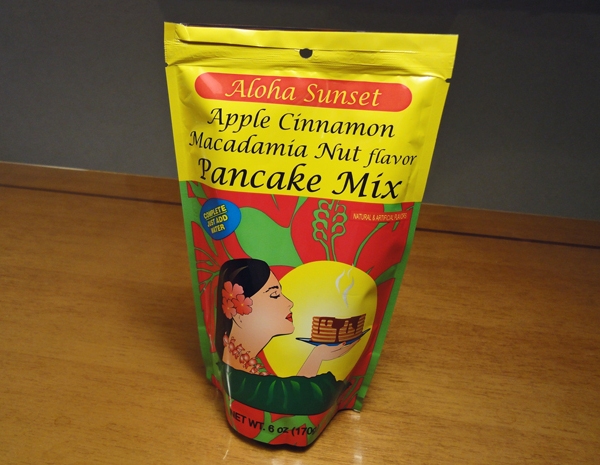 Aloha Sunset
Apple Cinnamon
Macadamia Nut flavor
Pancake Mix
COMPLETE
JUST ADD
WATER
NATURAL & ARTIFICIAL FLAVORS
NET WT. 6 oz (170